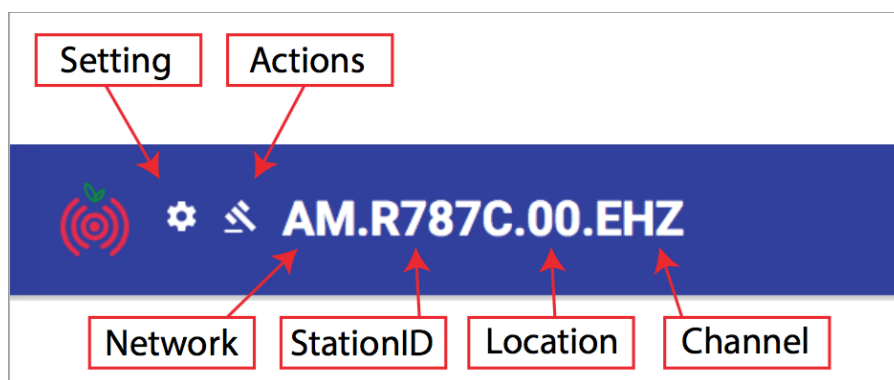 Setting Actions
AM.R787C.00.EHZ
Network StationID Location Channel